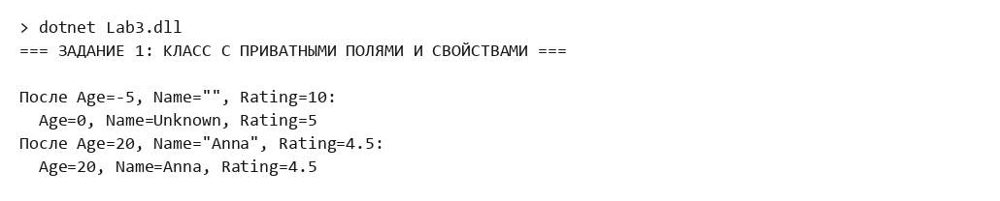 > dotnet Lab3.dll
=== ЗАДАНИЕ 1: КЛАСС С ПРИВАТНЫМИ ПОЛЯМИ И СВОЙСТВАМИ ===
После Age=-5, Name="", Rating=10:
  Age=0, Name=Unknown, Rating=5
После Age=20, Name="Anna", Rating=4.5:
  Age=20, Name=Anna, Rating=4.5